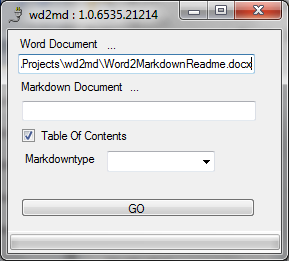 wd2md : 1.0.6535.21214
Word Document ...
.Projects\wd2md\Word2MarkdownReadme.docx
Markdown Document ...
Table Of Contents
Markdowntype
GO